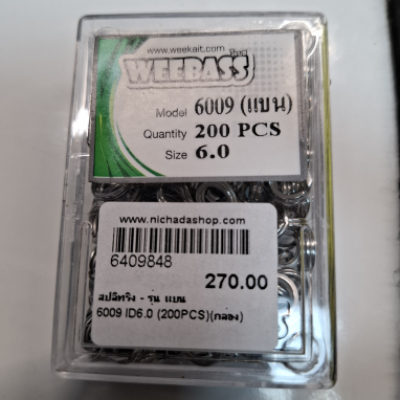 www.weekait.com
WEEBASS
Model 6009 (แบน)
Quantity 200 PCS
Size 6.0
www.nichadashop.com
6409848
270.00
สปลิทริง - รุ่น แบน
6009 ID6.0 (200PCS)(กล่อง)